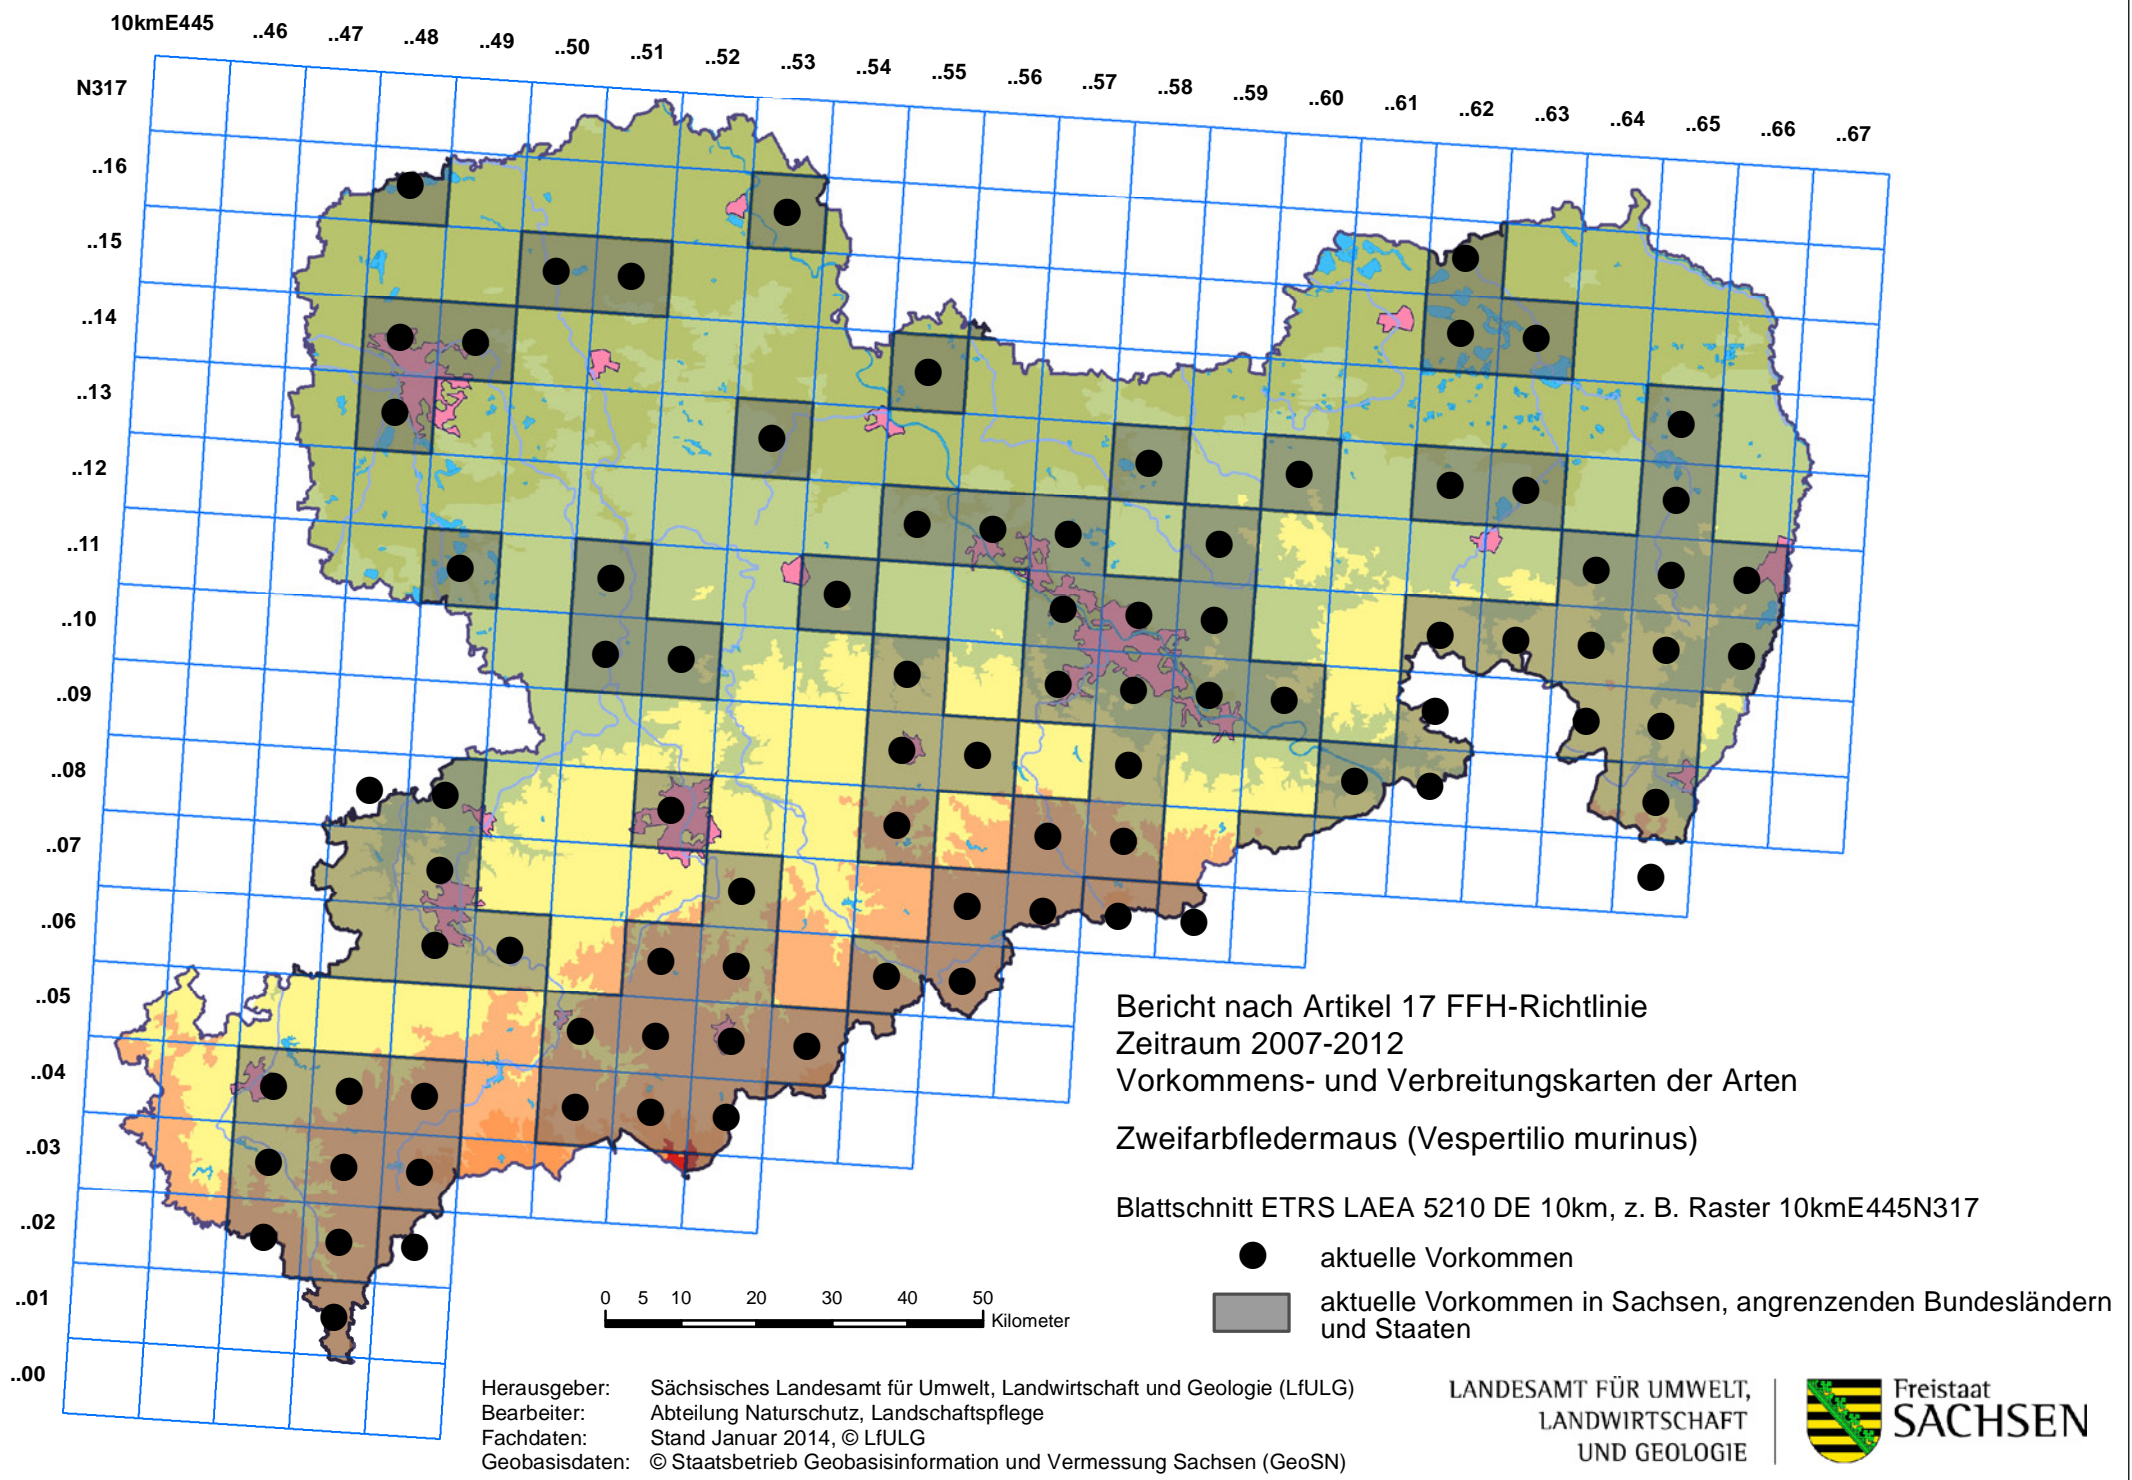 10kmE445 ..46 ..47 ..48 ..49 ..50 ..51 ..52 ..53 ..54 ..55 ..56 ..57 ..58 ..59 ..60 ..61 ..62 ..63 ..64 ..65 ..66 ..67
N317
..16
..15
..14
..13
..12
..11
..10
..09
..08
..07
..06
..05
..04
..03
..02
..01
..00
Bericht nach Artikel 17 FFH-Richtlinie
Zeitraum 2007-2012
Vorkommens- und Verbreitungskarten der Arten
Zweifarbfledermaus (Vespertilio murinus)
Blattschnitt ETRS LAEA 5210 DE 10km, z. B. Raster 10kmE445N317
aktuelle Vorkommen
aktuelle Vorkommen in Sachsen, angrenzenden Bundesländern
und Staaten
0 5 10 20 30 40 50
Kilometer
Herausgeber: Sächsisches Landesamt für Umwelt, Landwirtschaft und Geologie (LfULG)
Bearbeiter: Abteilung Naturschutz, Landschaftspflege
Fachdaten: Stand Januar 2014, © LfULG
Geobasisdaten: © Staatsbetrieb Geobasisinformation und Vermessung Sachsen (GeoSN)
LANDESAMT FÜR UMWELT,
LANDWIRTSCHAFT
UND GEOLOGIE
Freistaat
SACHSEN